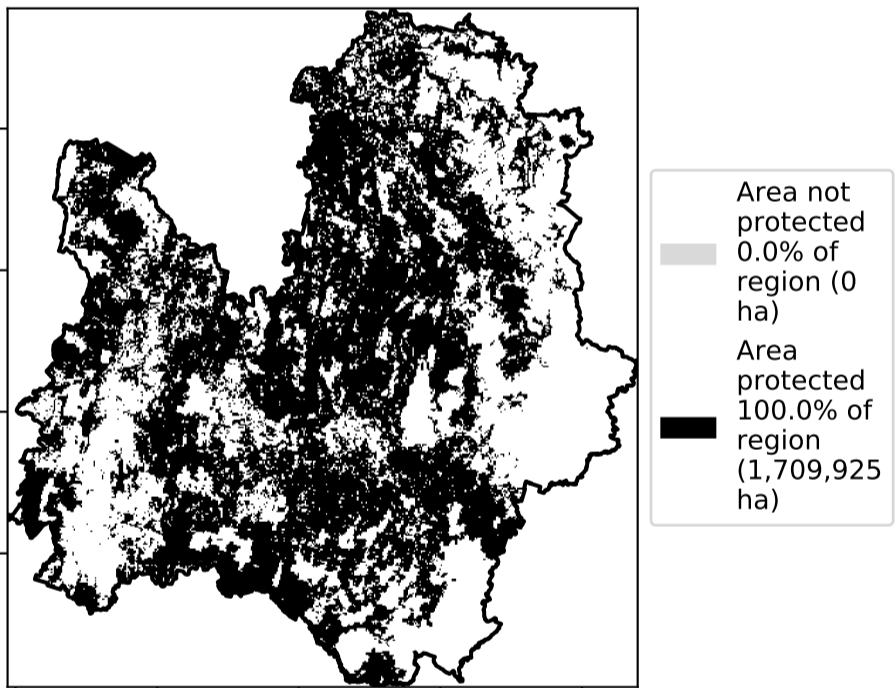 Area not
protected
0.0% of
region (0
ha)
Area
protected
100.0% of
region
(1,709,925
ha)